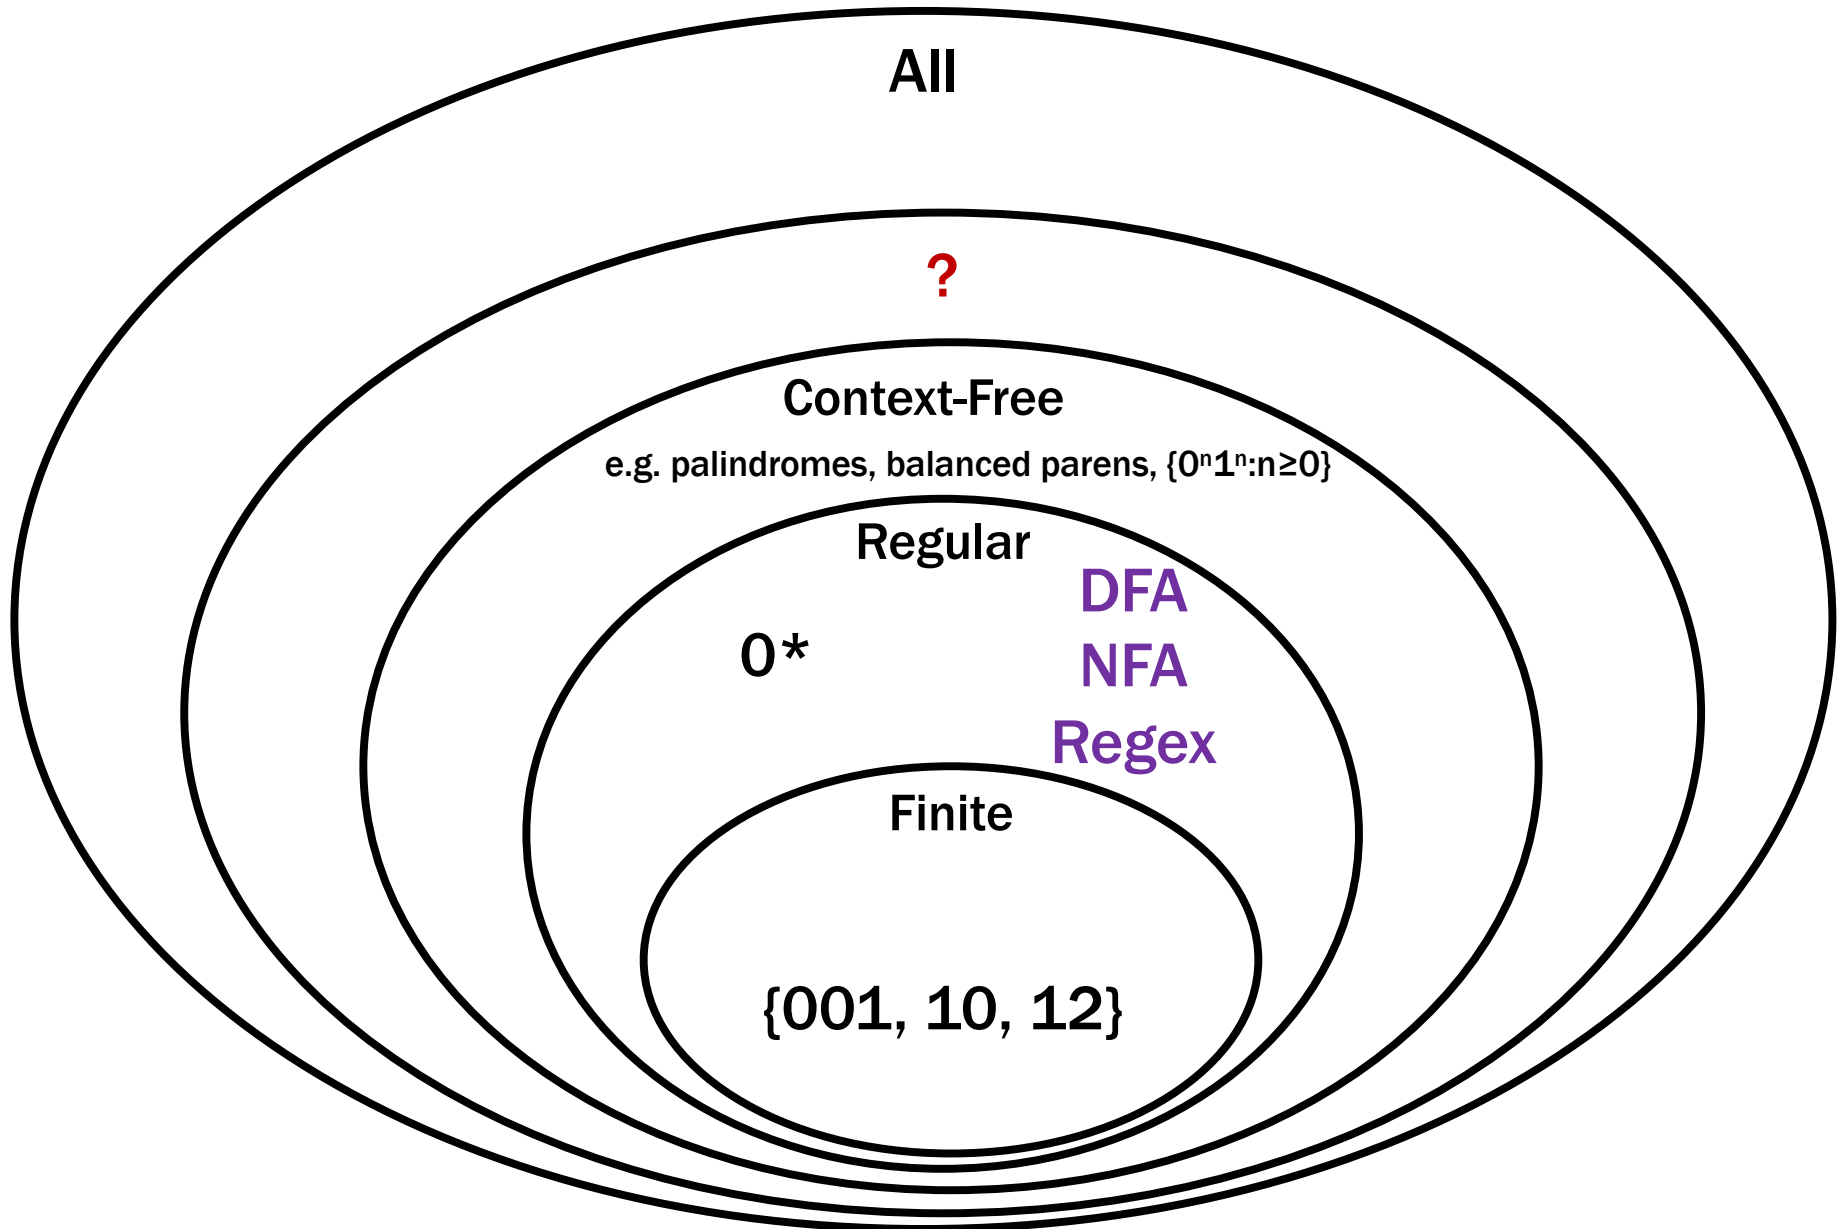 All
?
Context-Free
e.g. palindromes, balanced parens, {0ⁿ1ⁿ:n≥0}
Regular
DFA
0*
NFA
Regex
Finite
{001, 10, 12}